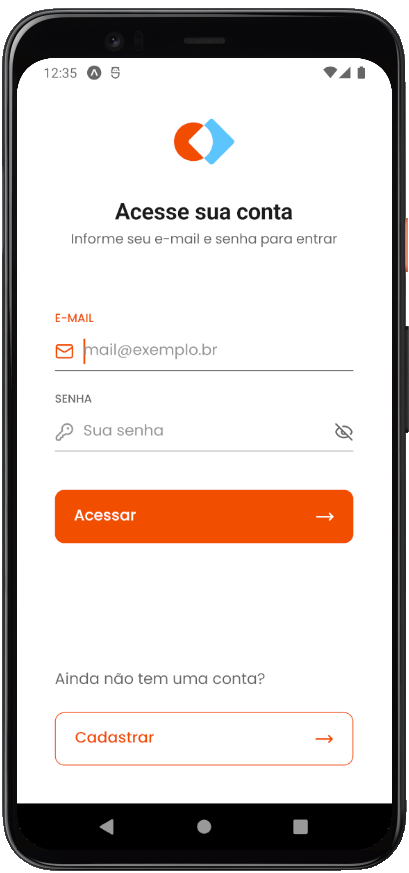 12:35
Acesse sua conta
Informe seu e-mail e senha para entrar
E-MAIL
mail@exemplo.br
SENHA
Sua senha
Acessar
Ainda não tem uma conta?
Cadastrar